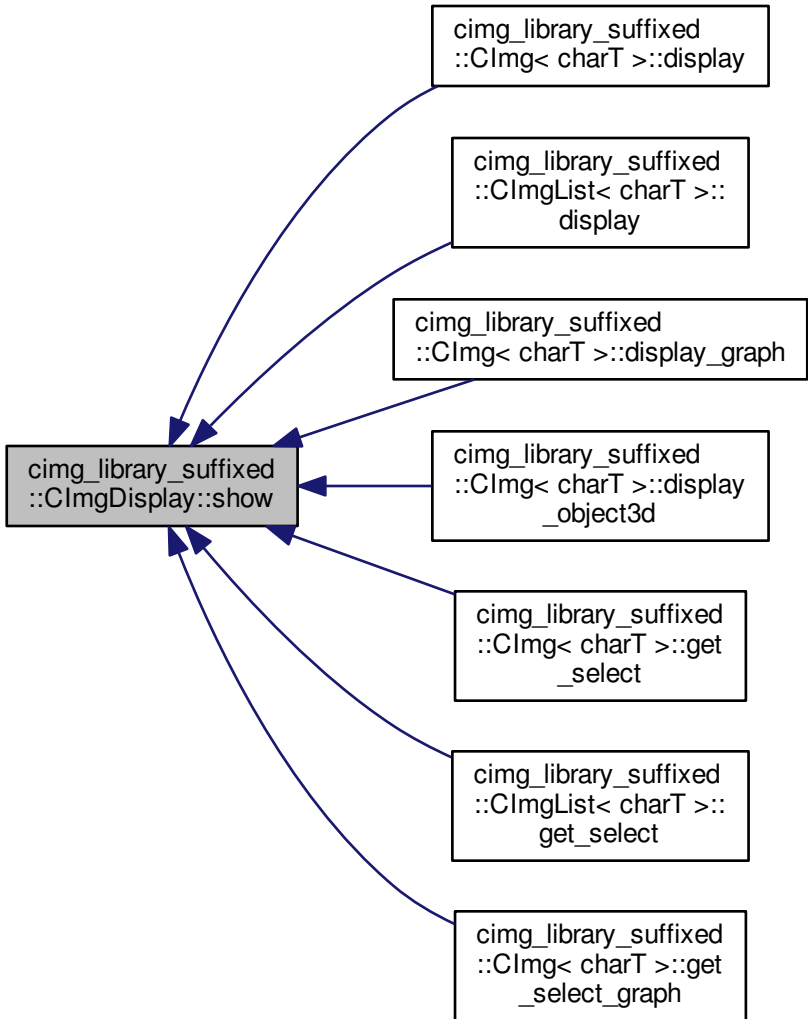 cimg_library_suffixed
::CImg< charT >::display
cimg_library_suffixed
::CImgList< charT >::
display
cimg_library_suffixed
::CImg< charT >::display_graph
cimg_library_suffixed
::CImgDisplay::show
cimg_library_suffixed
::CImg< charT >::display
_object3d
cimg_library_suffixed
::CImg< charT >::get
_select
cimg_library_suffixed
::CImgList< charT >::
get_select
cimg_library_suffixed
::CImg< charT >::get
_select_graph